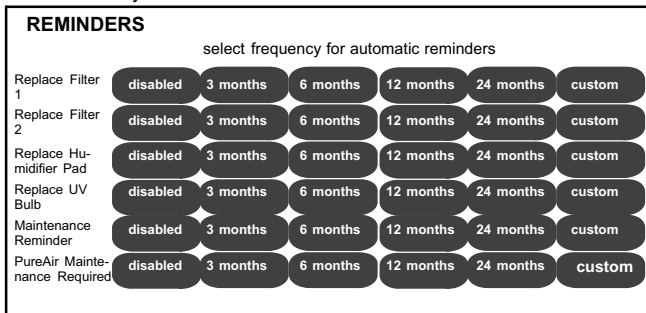 REMINDERS
select frequency for automatic reminders
Replace Filter
1
disabled 3 months 6 months 12 months 24 months custom
Replace Filter
2
disabled 3 months 6 months 12 months 24 months custom
Replace Hu-
midifier Pad
disabled 3 months 6 months 12 months 24 months custom
Replace UV
Bulb
disabled 3 months 6 months 12 months 24 months custom
Maintenance
Reminder
disabled 3 months 6 months 12 months 24 months custom
PureAir Mainte-
nance Required
disabled 3 months 6 months 12 months 24 months custom